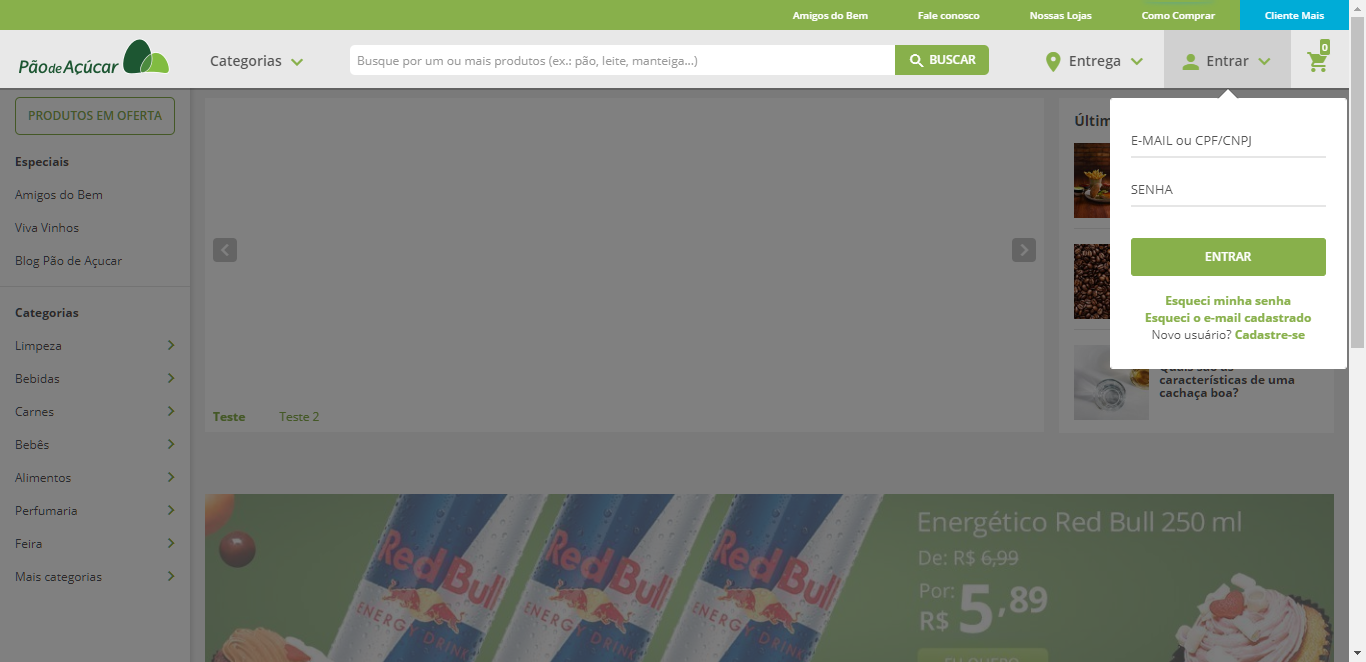 Amigos do Bem
Fale conosco
Nossas Lojas
Como Comprar
Cliente Mais
PãodeAçúcar
Categorias
Busque por um ou mais produtos (ex.: pão, leite, manteiga...)
BUSCAR
Entrega
Entrar
0
PRODUTOS EM OFERTA
Especiais
Amigos do Bem
Viva Vinhos
Blog Pão de Açucar
Categorias
Limpeza
Bebidas
Carnes
Bebês
Alimentos
Perfumaria
Feira
Mais categorias
Teste
Teste 2
Últim
E-MAIL ou CPF/CNPJ
SENHA
ENTRAR
Esqueci minha senha
Esqueci o e-mail cadastrado
Novo usuário? Cadastre-se
Quais são as
características de uma
cachaça boa?
Red Bull
ENERGY DRINK
Red Bull
ENERGY DRINK
Red Bull
ENERGY DRINK
Energético Red Bull 250 ml
De: R$ 6,99
Por:
R$ 5,89
EU QUERO